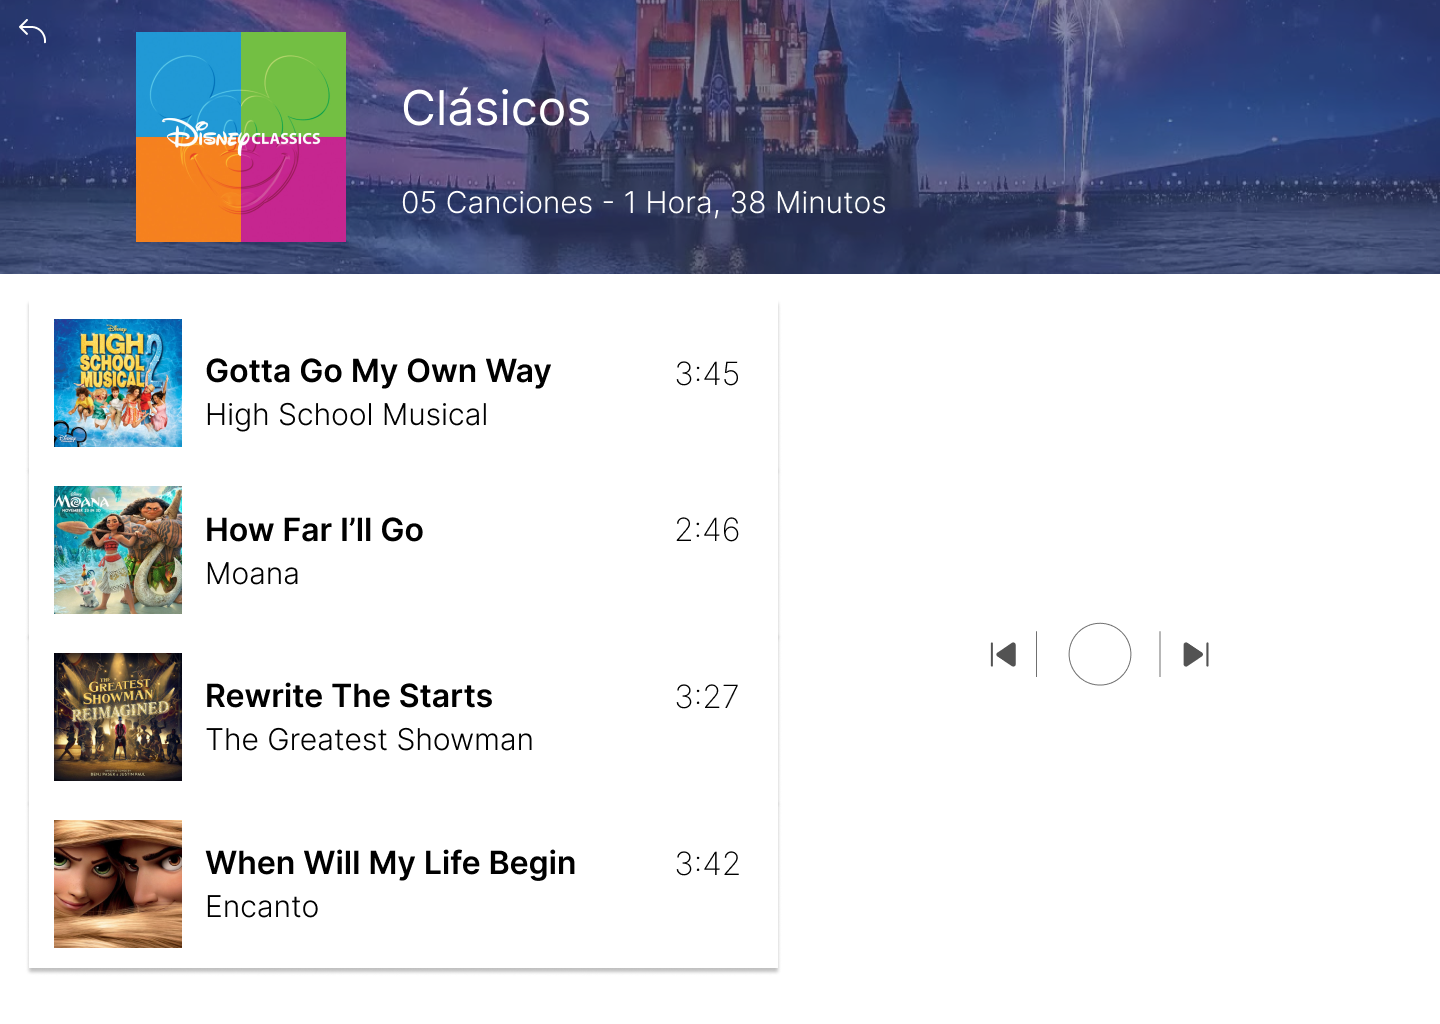 Disney CLASSICS
Clásicos
05 Canciones - 1 Hora, 38 Minutos
Disney
HIGH
SCHOOL
MUSICAL 2
Disney
Gotta Go My Own Way
3:45
High School Musical
MOANA
How Far I’ll Go
2:46
Moana
THE
GREATEST
SHOWMAN
REIMAGINED
Rewrite The Starts
3:27
The Greatest Showman
When Will My Life Begin
3:42
Encanto